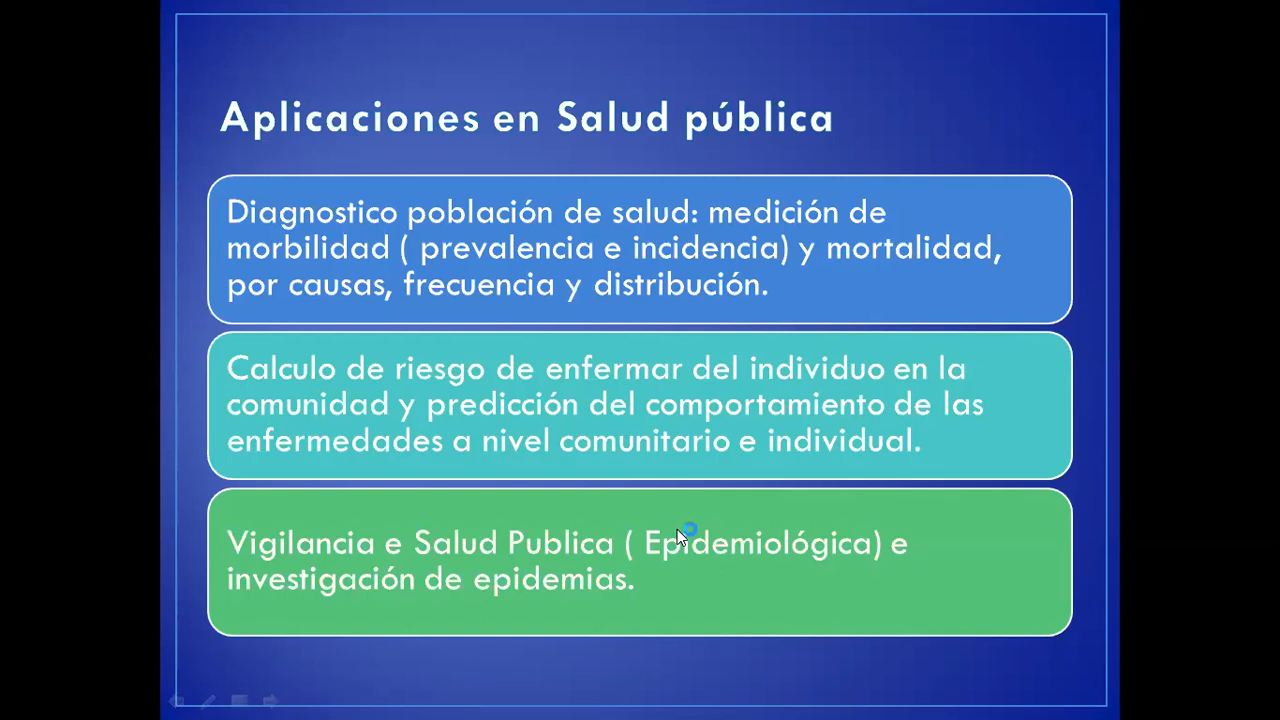 Aplicaciones en Salud pública
Diagnostico población de salud: medición de
morbilidad ( prevalencia e incidencia) y mortalidad,
por causas, frecuencia y distribución.
Calculo de riesgo de enfermar del individuo en la
comunidad y predicción del comportamiento de las
enfermedades a nivel comunitario e individual.
Vigilancia e Salud Publica ( Epidemiológica) e
investigación de epidemias.